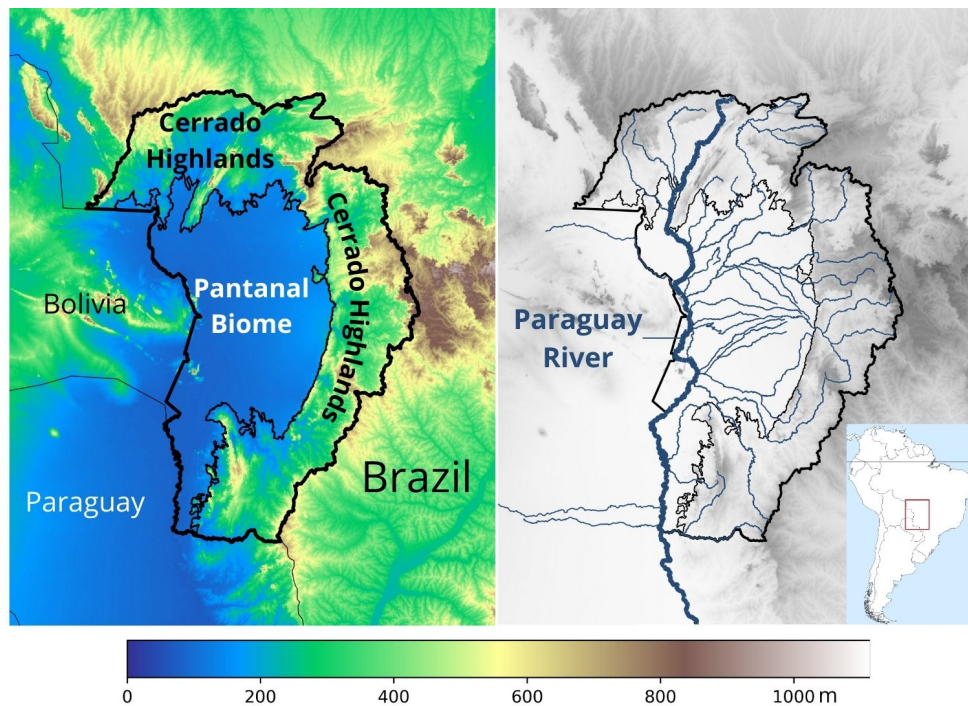 Cerrado
Highlands
Cerrado Highlands
Pantanal
Biome
Bolivia
Paraguay
Brazil
Paraguay
River
0 200 400 600 800 1000 m